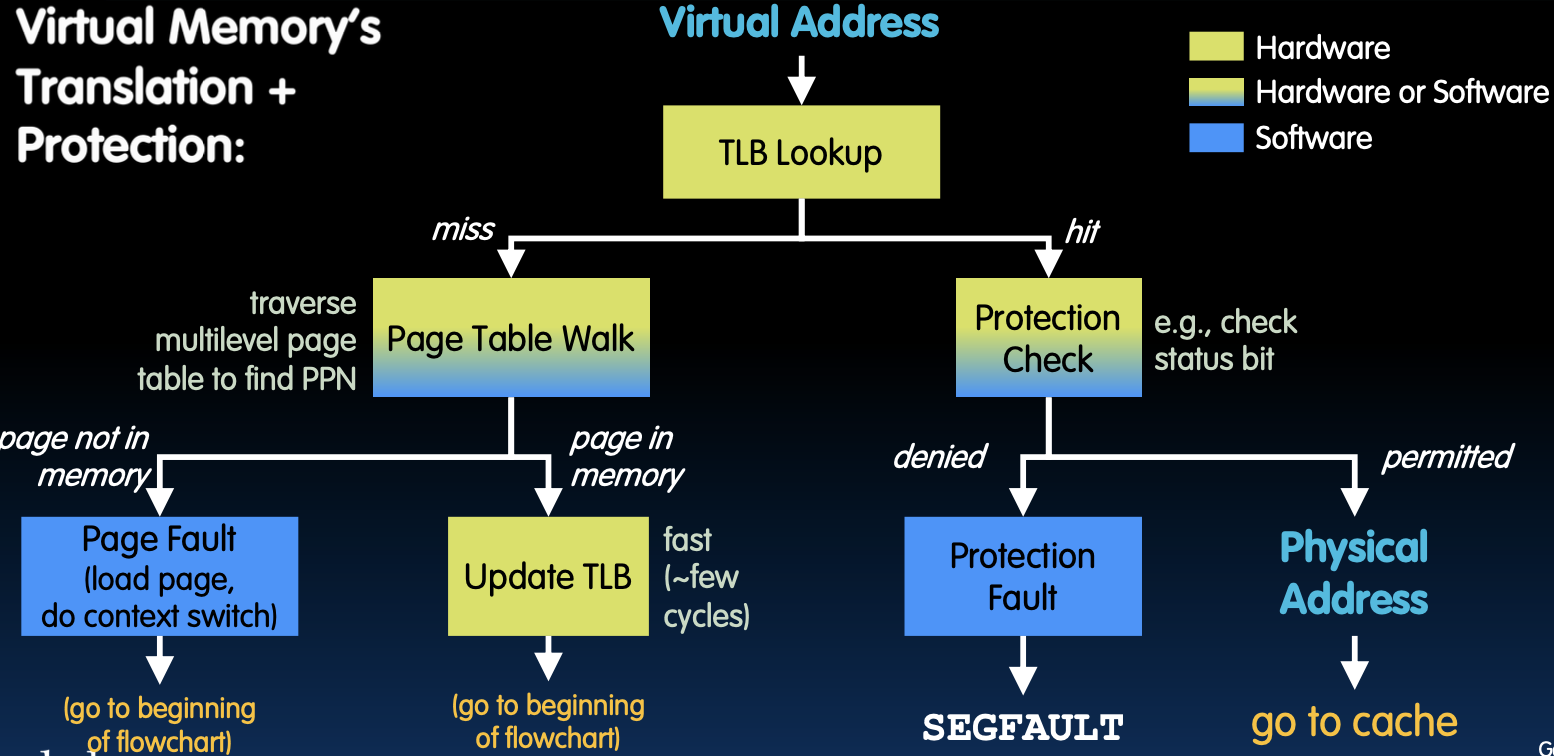 Virtual Memory's
Translation +
Protection:
Virtual Address
Hardware
Hardware or Software
Software
TLB Lookup
miss
hit
traverse
multilevel page
table to find PPN
Page Table Walk
Protection
Check
e.g., check
status bit
page not in
memory
page in
memory
denied
permitted
Page Fault
(load page,
do context switch)
Update TLB
fast
(~few
cycles)
Protection
Fault
Physical
Address
(go to beginning
of flowchart)
(go to beginning
of flowchart)
SEGFAULT
go to cache